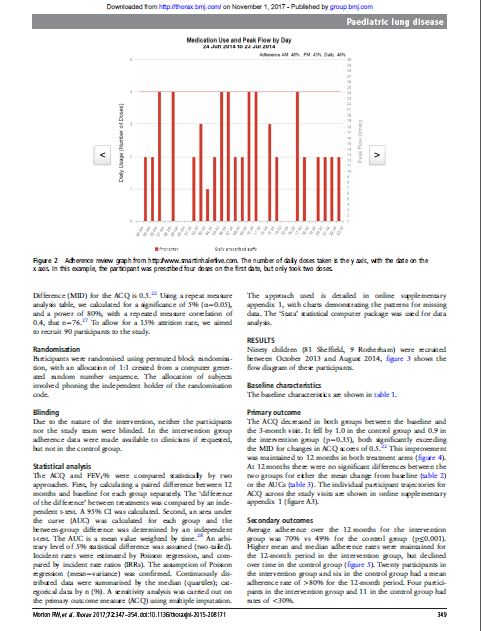 Downloaded from http://thorax.bmj.com/ on November 1, 2017 - Published by group.bmj.com
Paediatric lung disease
Medication Use and Peak Flow by Day
24 Jun 2014 to 23 Jul 2014
Adherence AM: 48% , PM: 43%, Daily: 46%
Daily Usage (Number of Doses)
Peak Flow (l/min)
<
>
Figure 2 Adherence review graph from http://www.smartinhalerlive.com. The number of daily doses taken is the y axis, with the date on the
x axis. In this example, the participant was prescribed four doses on the first date, but only took two doses.
Difference (MID) for the ACQ is 0.5.22 Using a repeat measure
analysis table, we calculated for a significance of 5% (α=0.05),
and a power of 80%, with a repeated measure correlation of
0.4, that n=76.27 To allow for a 15% attrition rate, we aimed
to recruit 90 participants to the study.
Randomisation
Participants were randomised using permuted block randomisa-
tion, with an allocation of 1:1 created from a computer gener-
ated random number sequence. The allocation of subjects
involved phoning the independent holder of the randomisation
code.
Blinding
Due to the nature of the intervention, neither the participants
nor the study team were blinded. In the intervention group
adherence data were made available to clinicians if requested,
but not in the control group.
Statistical analysis
The ACQ and FEV1% were compared statistically by two
approaches. First, by calculating a paired difference between 12
months and baseline for each group separately. The 'difference
of the difference' between treatments was compared by an inde-
pendent t-test. A 95% CI was calculated. Second, an area under
the curve (AUC) was calculated for each group and the
between-group difference was determined by an independent
t-test. The AUC is a mean value weighted by time.28 An arbi-
trary level of 5% statistical difference was assumed (two-tailed).
Incident rates were estimated by Poisson regression, and com-
pared by incident rate ratios (IRRs). The assumption of Poisson
regression (mean=variance) was confirmed. Continuously dis-
tributed data were summarised by the median (quartiles); cat-
egorical data by n (%). A sensitivity analysis was carried out on
the primary outcome measure (ACQ) using multiple imputation.
The approach used is detailed in online supplementary
appendix 1, with charts demonstrating the patterns for missing
data. The 'Stata' statistical computer package was used for data
analysis.
RESULTS
Ninety children (81 Sheffield, 9 Rotherham) were recruited
between October 2013 and August 2014, figure 3 shows the
flow diagram of these participants.
Baseline characteristics
The baseline characteristics are shown in table 1.
Primary outcome
The ACQ decreased in both groups between the baseline and
the 3-month visit. It fell by 1.0 in the control group and 0.9 in
the intervention group (p=0.35), both significantly exceeding
the MID for changes in ACQ scores of 0.5.22 This improvement
was maintained to 12 months in both treatment arms (figure 4).
At 12 months there were no significant differences between the
two groups for either the mean change from baseline (table 2)
or the AUCs (table 3). The individual participant trajectories for
ACQ across the study visits are shown in online supplementary
appendix 1 (figure A3).
Secondary outcomes
Average adherence over the 12 months for the intervention
group was 70% vs 49% for the control group (p≤0.001).
Higher mean and median adherence rates were maintained for
the 12-month period in the intervention group, but declined
over time in the control group (figure 5). Twenty participants in
the intervention group and six in the control group had a mean
adherence rate of >80% for the 12-month period. Four partici-
pants in the intervention group and 11 in the control group had
rates of <30%.
Morton RW, et al. Thorax 2017;72:347–354. doi:10.1136/thoraxjnl-2015-208171
349